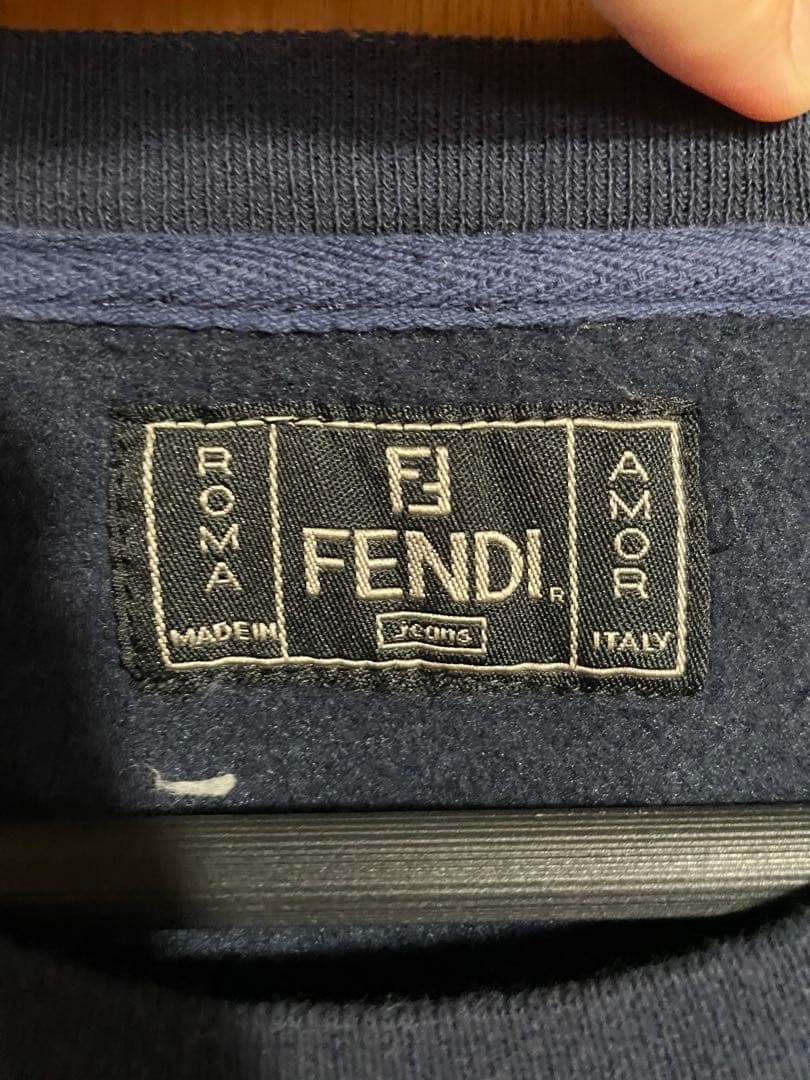 ROMA
MADE IN
FF
FENDI
R
jeans
AMOR
ITALY